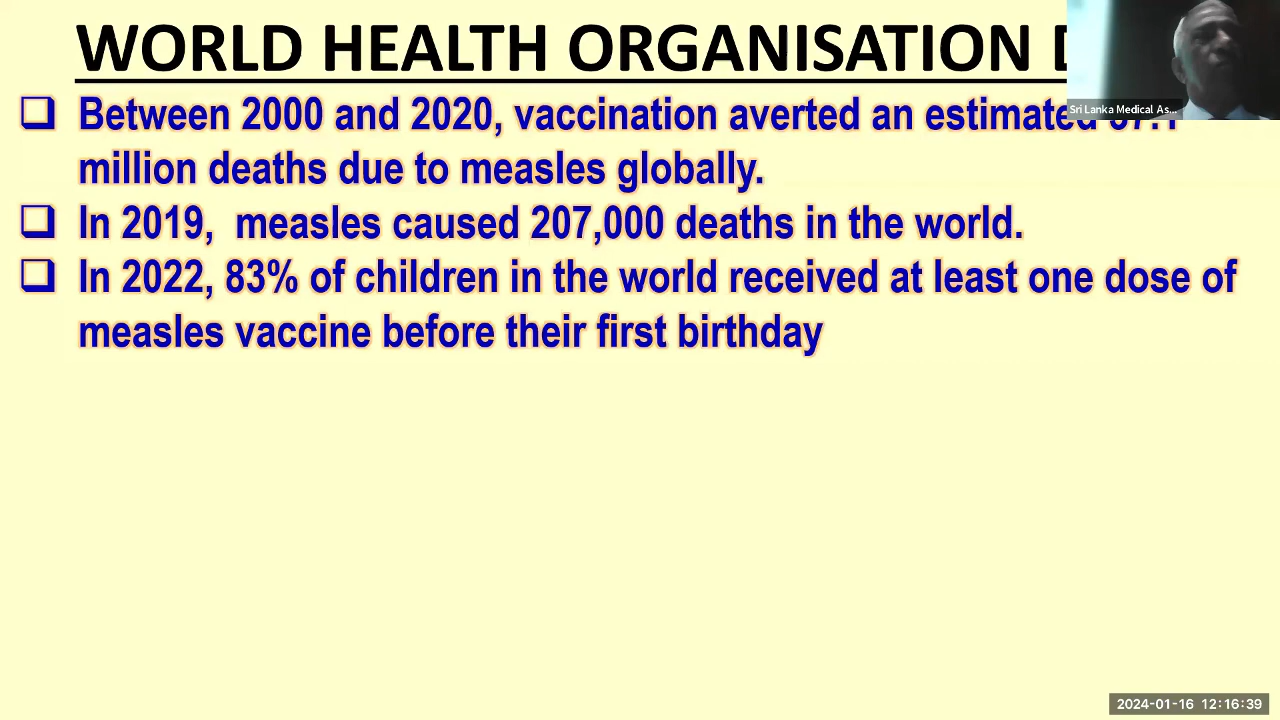 WORLD HEALTH ORGANISATION
Sri Lanka Medical As...
❑ Between 2000 and 2020, vaccination averted an estimated
million deaths due to measles globally.
❑ In 2019, measles caused 207,000 deaths in the world.
❑ In 2022, 83% of children in the world received at least one dose of
measles vaccine before their first birthday
2024-01-16 12:16:39